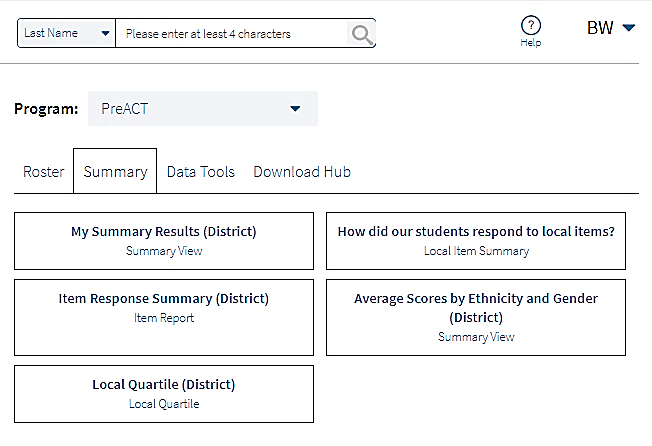 Last Name
Please enter at least 4 characters
Help
BW
Program:
PreACT
Roster
Summary
Data Tools
Download Hub
My Summary Results (District)
Summary View
How did our students respond to local items?
Local Item Summary
Item Response Summary (District)
Item Report
Average Scores by Ethnicity and Gender
(District)
Summary View
Local Quartile (District)
Local Quartile